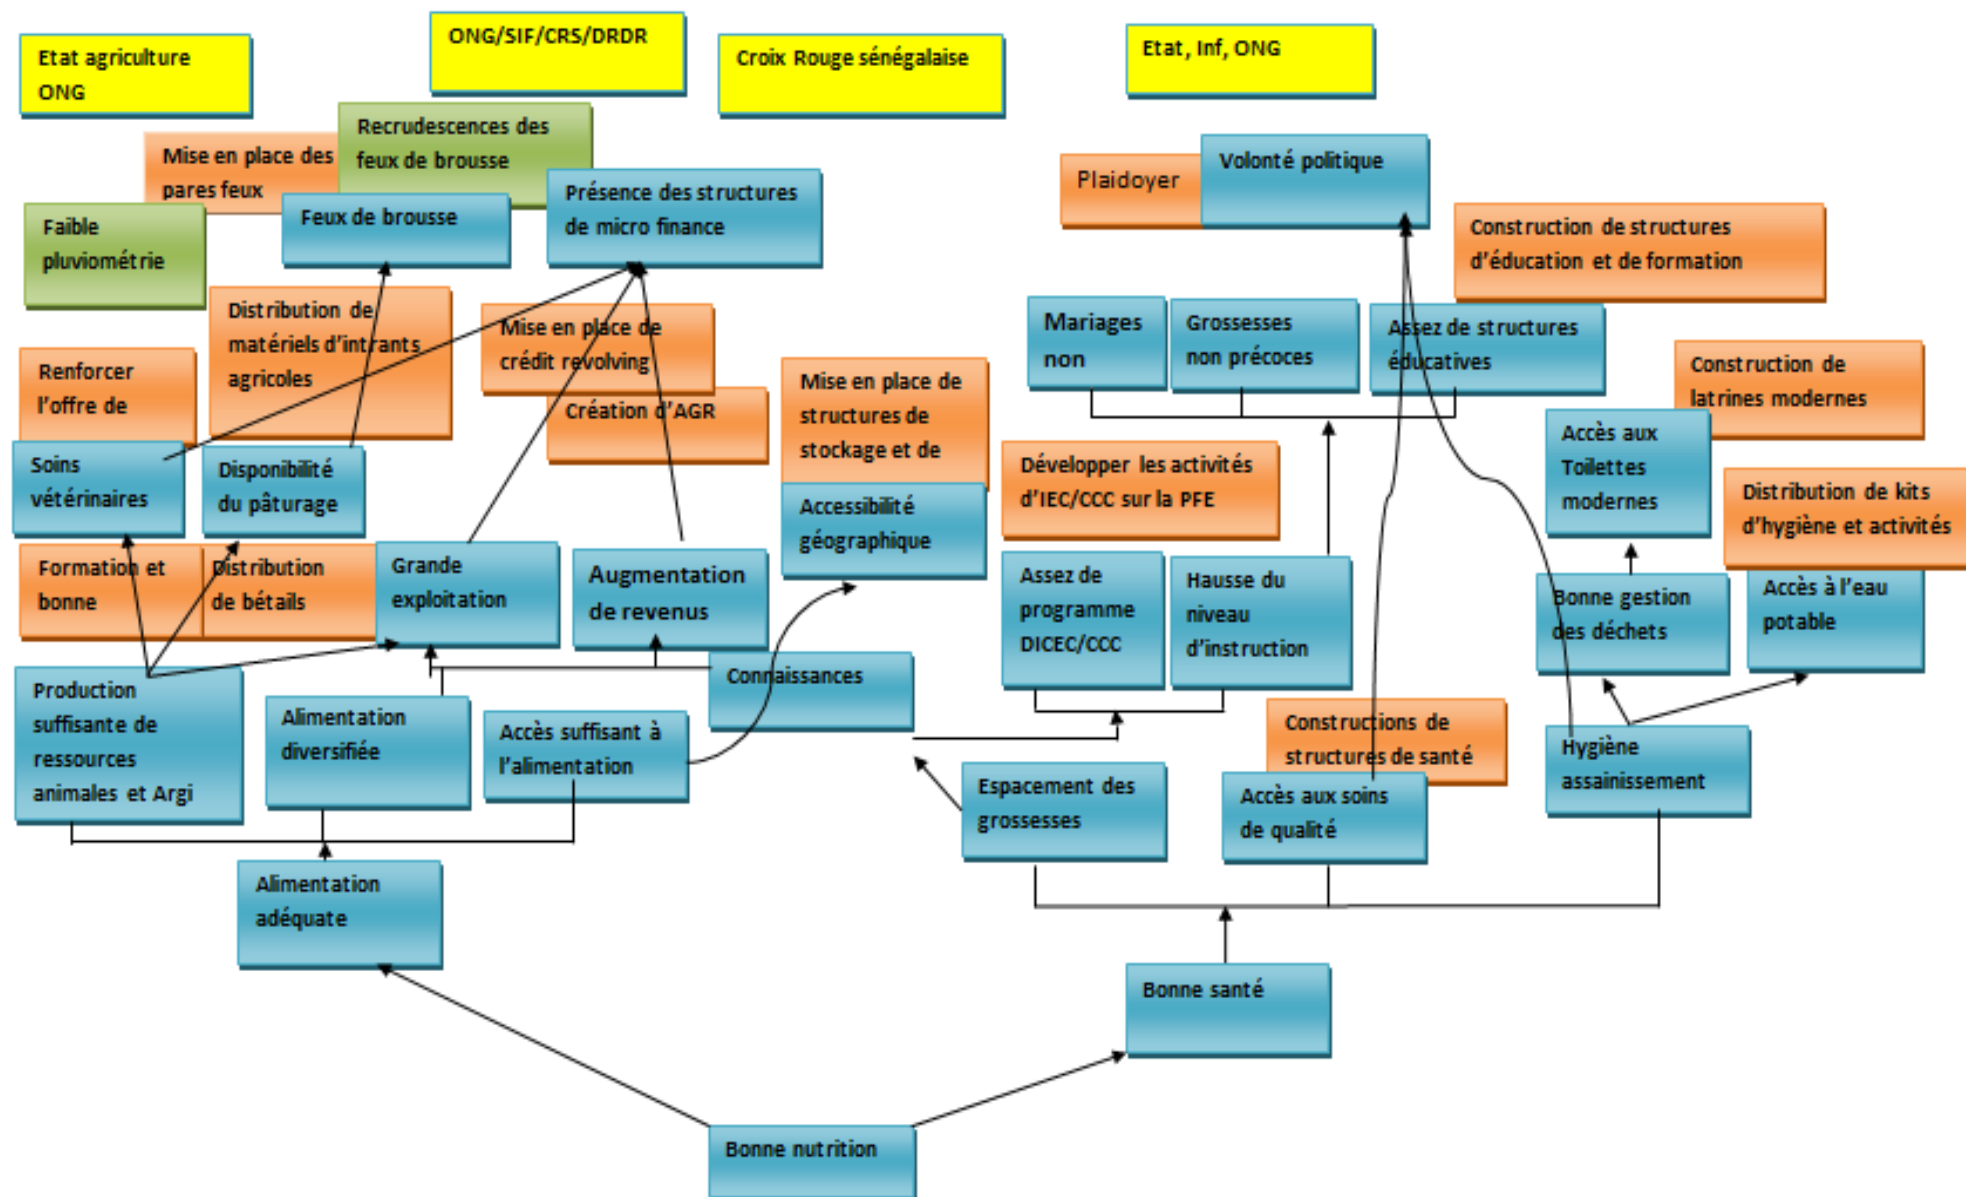 Etat agriculture
ONG
ONG/SIF/CRS/DRDR
Croix Rouge sénégalaise
Etat, Inf, ONG
Mise en place des
pares feux
Recrudescences des
feux de brousse
Feux de brousse
Présence des structures
de micro finance
Plaidoyer
Volonté politique
Faible
pluviométrie
Construction de structures
d'éducation et de formation
Distribution de
matériels d'intrants
agricoles
Mise en place de
crédit revolving
Création d'AGR
Mariages
non
Grossesses
non précoces
Assez de structures
éducatives
Renforcer
l'offre de
Mise en place de
structures de
stockage et de
Construction de
latrines modernes
Soins
vétérinaires
Disponibilité
du pâturage
Accessibilité
géographique
Développer les activités
d'IEC/CCC sur la PFE
Accès aux
Toilettes
modernes
Distribution de kits
d'hygiène et activités
Formation et
bonne
Distribution
de bétails
Grande
exploitation
Augmentation
de revenus
Assez de
programme
DICEC/CCC
Hausse du
niveau
d'instruction
Bonne gestion
des déchets
Accès à l'eau
potable
Production
suffisante de
ressources
animales et Argi
Alimentation
diversifiée
Accès suffisant à
l'alimentation
Connaissances
Constructions de
structures de santé
Hygiène
assainissement
Espacement des
grossesses
Accès aux soins
de qualité
Alimentation
adéquate
Bonne santé
Bonne nutrition